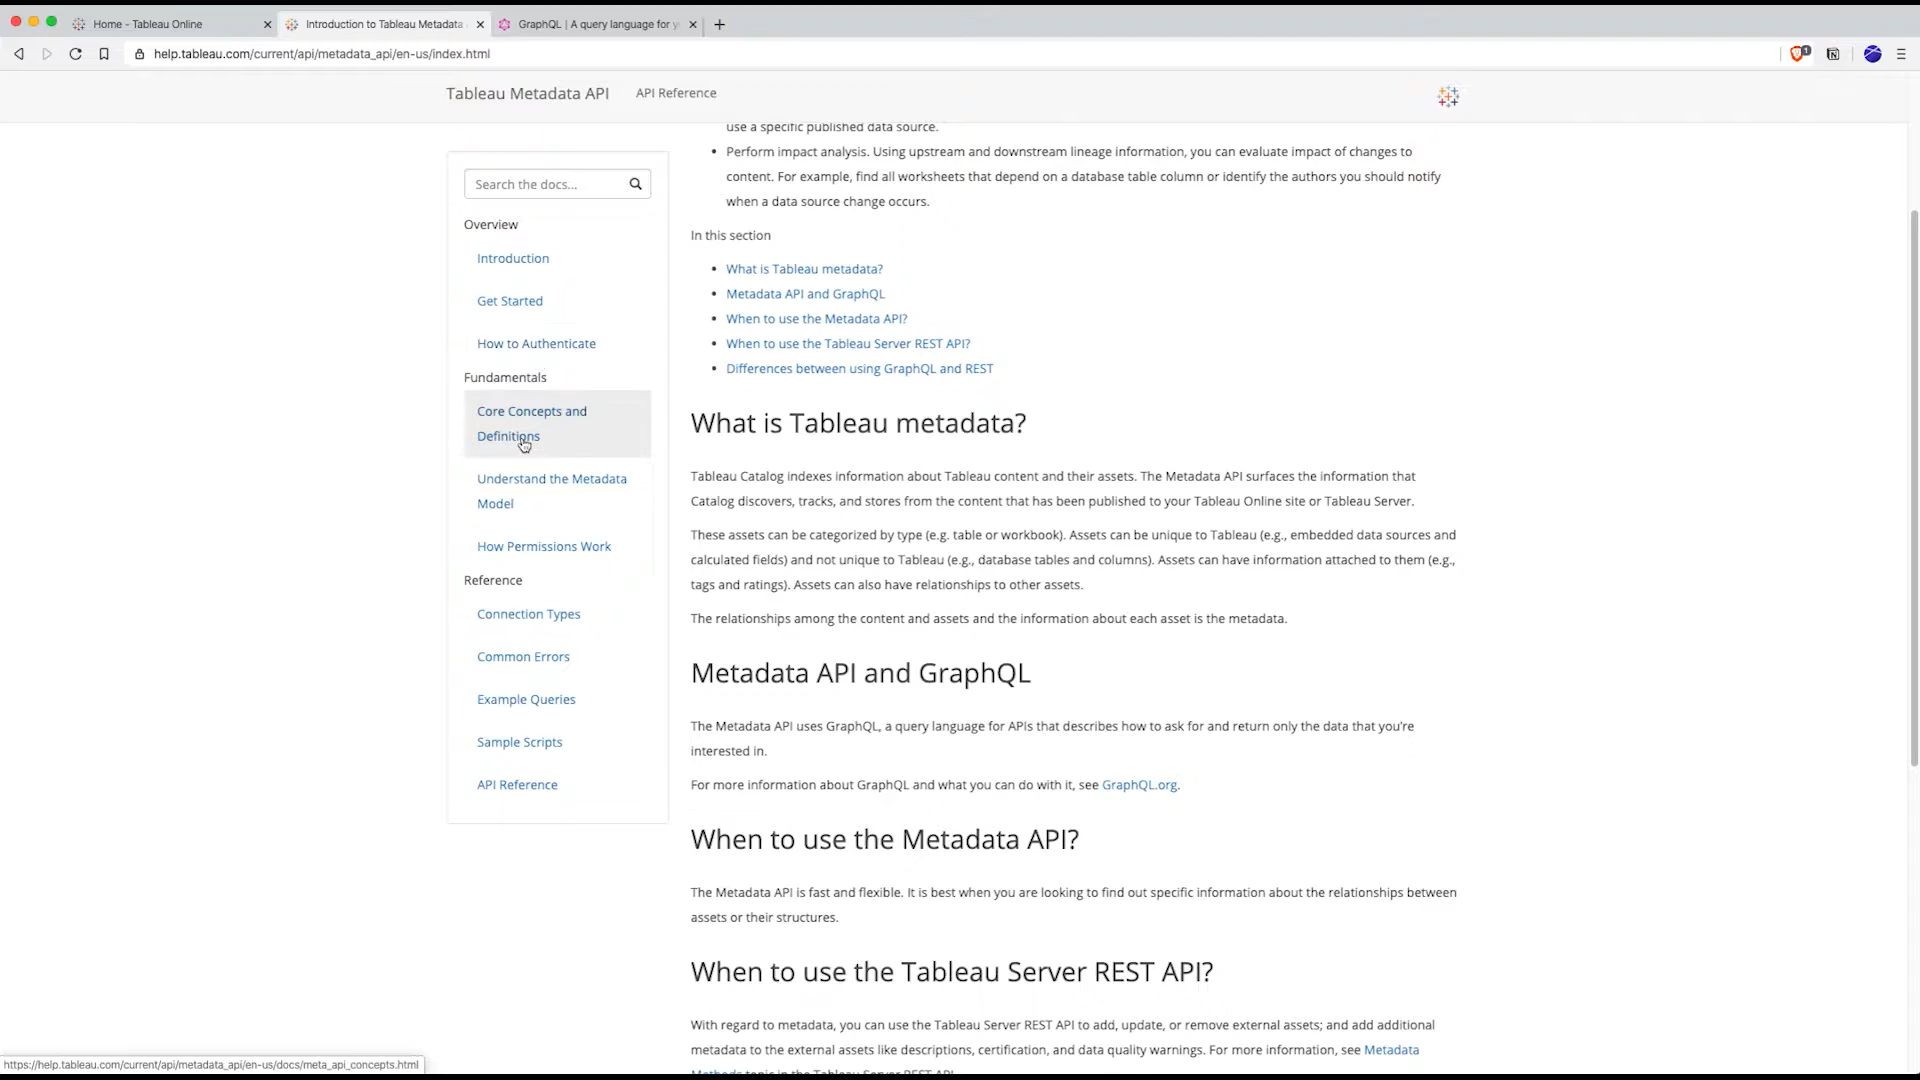 Home - Tableau Online
Introduction to Tableau Metadata
GraphQL | A query language for y
help.tableau.com/current/api/metadata_api/en-us/index.html
1
Tableau Metadata API
API Reference
Search the docs...
Overview
Introduction
Get Started
How to Authenticate
Fundamentals
Core Concepts and
Definitions
Understand the Metadata
Model
How Permissions Work
Reference
Connection Types
Common Errors
Example Queries
Sample Scripts
API Reference
use a specific published data source.
• Perform impact analysis. Using upstream and downstream lineage information, you can evaluate impact of changes to
content. For example, find all worksheets that depend on a database table column or identify the authors you should notify
when a data source change occurs.
In this section
• What is Tableau metadata?
• Metadata API and GraphQL
• When to use the Metadata API?
• When to use the Tableau Server REST API?
• Differences between using GraphQL and REST
What is Tableau metadata?
Tableau Catalog indexes information about Tableau content and their assets. The Metadata API surfaces the information that
Catalog discovers, tracks, and stores from the content that has been published to your Tableau Online site or Tableau Server.
These assets can be categorized by type (e.g. table or workbook). Assets can be unique to Tableau (e.g., embedded data sources and
calculated fields) and not unique to Tableau (e.g., database tables and columns). Assets can have information attached to them (e.g.,
tags and ratings). Assets can also have relationships to other assets.
The relationships among the content and assets and the information about each asset is the metadata.
Metadata API and GraphQL
The Metadata API uses GraphQL, a query language for APIs that describes how to ask for and return only the data that you're
interested in.
For more information about GraphQL and what you can do with it, see GraphQL.org.
When to use the Metadata API?
The Metadata API is fast and flexible. It is best when you are looking to find out specific information about the relationships between
assets or their structures.
When to use the Tableau Server REST API?
With regard to metadata, you can use the Tableau Server REST API to add, update, or remove external assets; and add additional
metadata to the external assets like descriptions, certification, and data quality warnings. For more information, see Metadata
Methods topic in the Tableau Server REST API
https://help.tableau.com/current/api/metadata_api/en-us/docs/meta_api_concepts.html